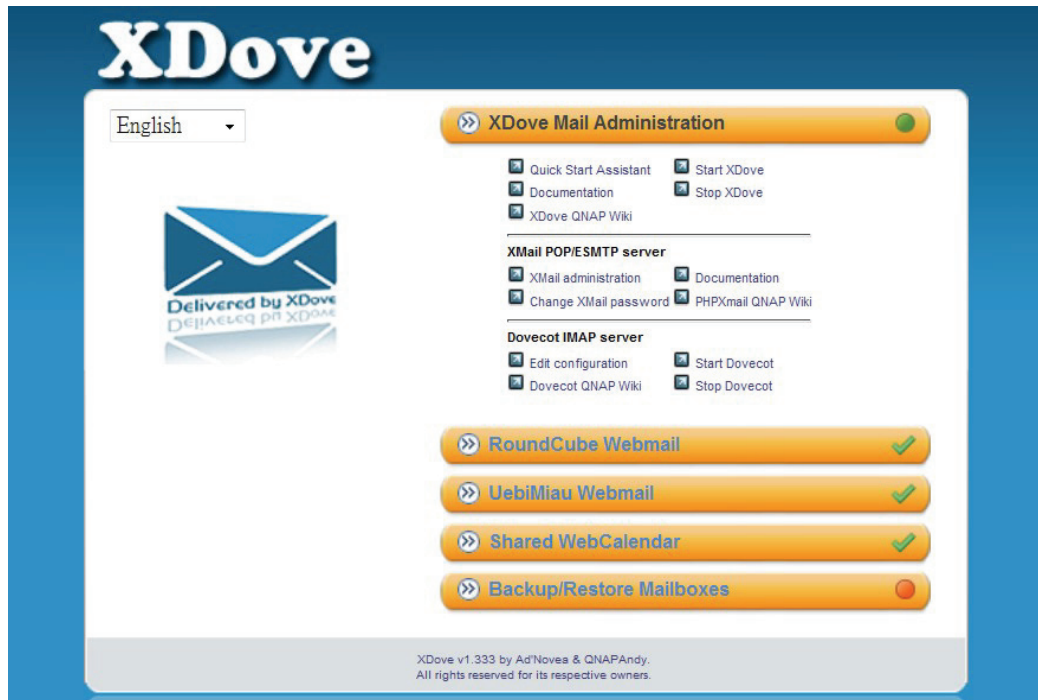 XDove
English
XDove Mail Administration
Quick Start Assistant Start XDove
Documentation Stop XDove
XDove QNAP Wiki
XMail POP/ESMTP server
XMail administration Documentation
Change XMail password PHPXmail QNAP Wiki
Dovecot IMAP server
Edit configuration Start Dovecot
Dovecot QNAP Wiki Stop Dovecot
Delivered by XDove
RoundCube Webmail
UebiMiau Webmail
Shared WebCalendar
Backup/Restore Mailboxes
XDove v1.333 by Ad'Novea & QNAPAndy.
All rights reserved for its respective owners.